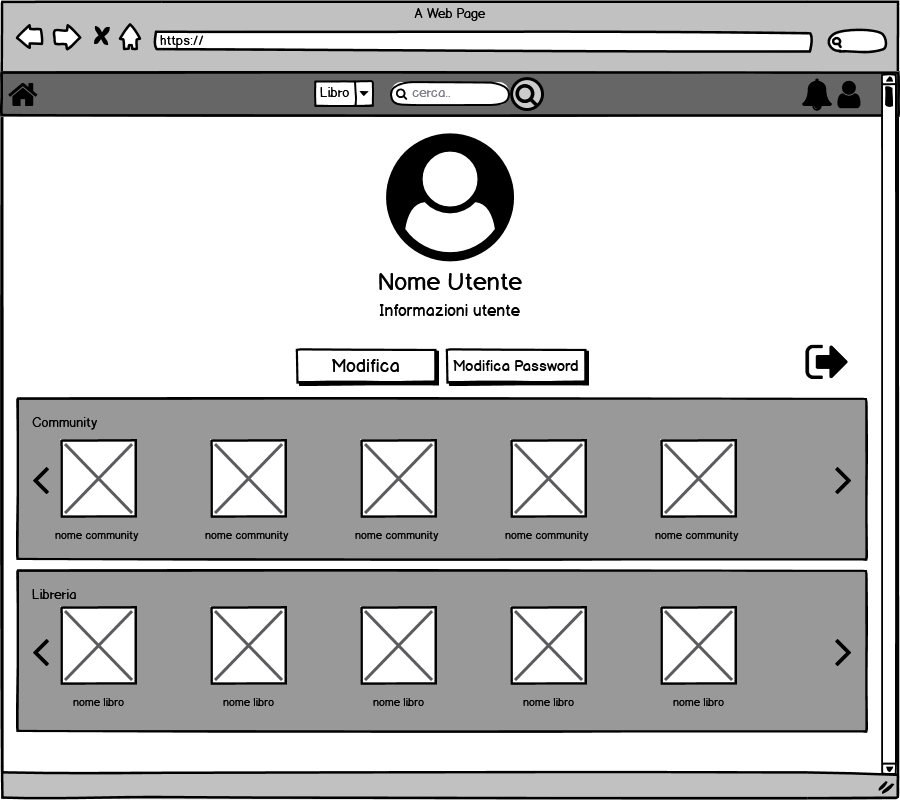 A Web Page
https://
Libro
cerca..
Nome Utente
Informazioni utente
Modifica
Modifica Password
Community
nome community
nome community
nome community
nome community
nome community
Libreria
nome libro
nome libro
nome libro
nome libro
nome libro